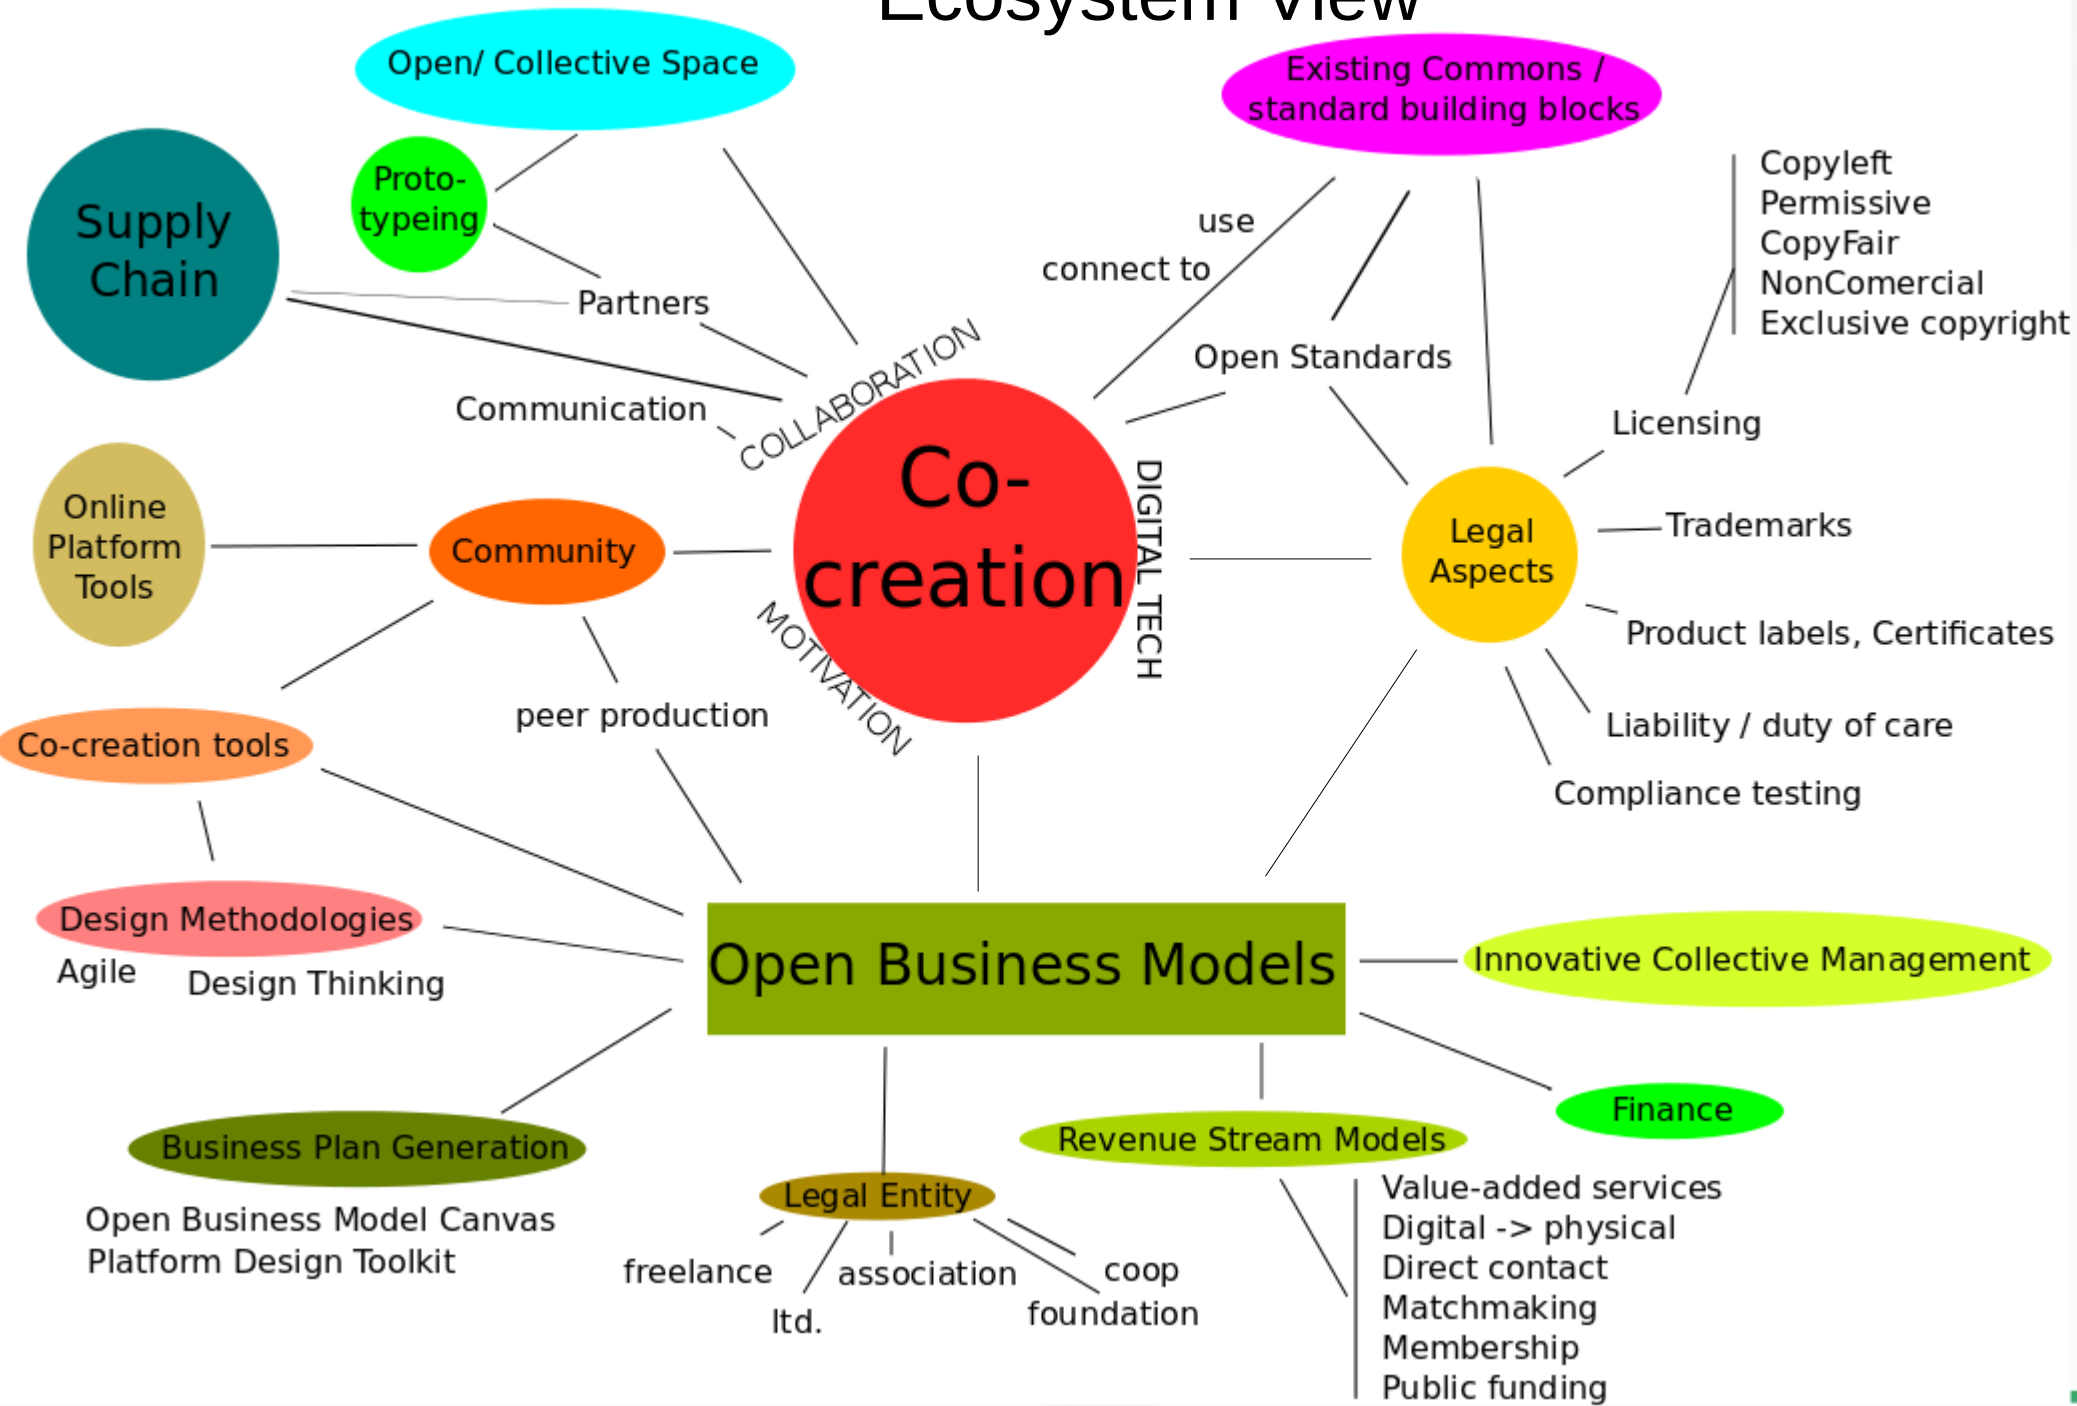 Ecosystem View
Open/ Collective Space
Existing Commons /
standard building blocks
Proto-
typeing
Supply
Chain
Partners
Communication
COLLABORATION
use
connect to
Open Standards
Copyleft
Permissive
CopyFair
NonComercial
Exclusive copyright
Licensing
Online
Platform
Tools
Community
Co-
creation
DIGITAL TECH
MOTIVATION
Legal
Aspects
Trademarks
Product labels, Certificates
Liability / duty of care
Compliance testing
peer production
Co-creation tools
Design Methodologies
Agile
Design Thinking
Open Business Models
Innovative Collective Management
Finance
Business Plan Generation
Open Business Model Canvas
Platform Design Toolkit
Legal Entity
freelance
ltd.
association
coop
foundation
Revenue Stream Models
Value-added services
Digital -> physical
Direct contact
Matchmaking
Membership
Public funding